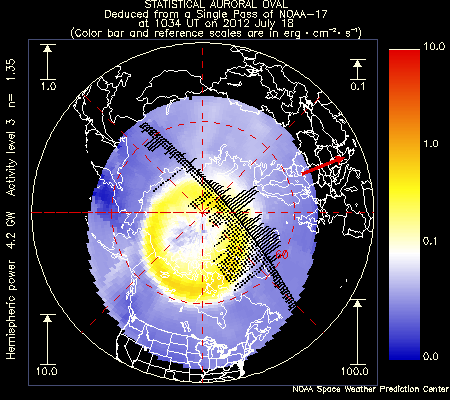 STATISTICAL AURORAL OVAL
Deduced from a Single Pass of NOAA-17
at 1034 UT on 2012 July 18
(Color bar and reference scales are in erg · cm⁻² · s⁻¹)
Hemispheric power 4.2 GW Activity level 3 n= 1.35
1.0
0.1
10.0
1.0
0.1
0.0
60
10.0
100.0
NOAA Space Weather Prediction Center